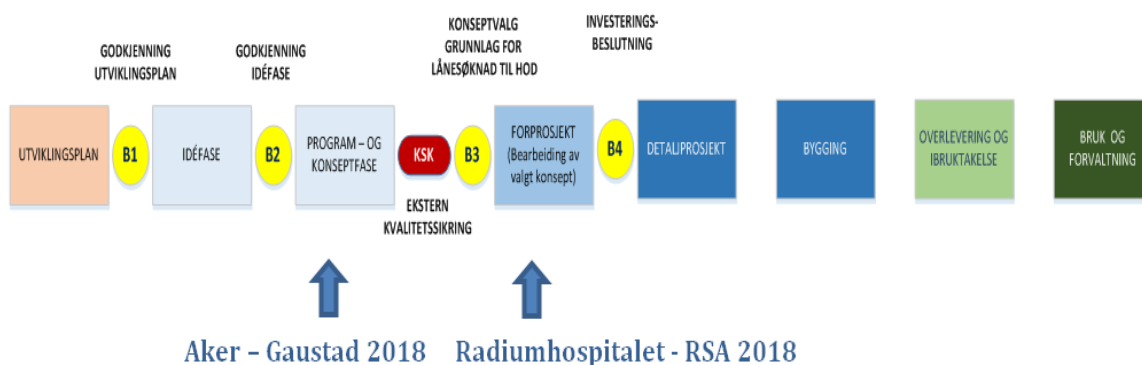 GODKJENNING
UTVIKLINGSPLAN
GODKJENNING
IDÉFASE
KONSEPTVALG
GRUNNLAG FOR
LÅNESØKNAD TIL HOD
INVESTERINGS-
BESLUTNING
UTVIKLINGSPLAN
B1
IDÉFASE
B2
PROGRAM – OG
KONSEPTFASE
KSK
B3
FORPROSJEKT
(Bearbeiding av
valgt konsept)
B4
DETALJPROSJEKT
BYGGING
OVERLEVERING OG
IBRUKTAKELSE
BRUK OG
FORVALTNING
EKSTERN
KVALITETSSIKRING
Aker – Gaustad 2018
Radiumhospitalet - RSA 2018